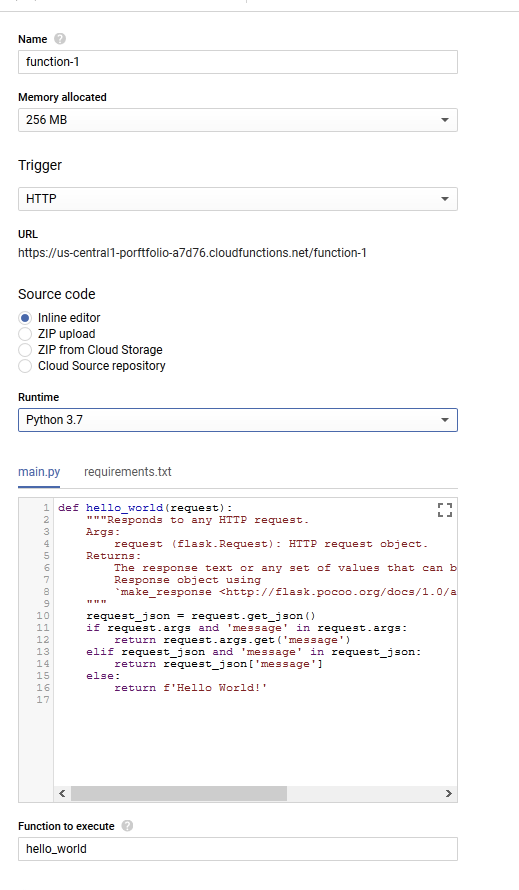 Name
function-1
Memory allocated
256 MB
Trigger
HTTP
URL
https://us-central1-porftfolio-a7d76.cloudfunctions.net/function-1
Source code
Inline editor
ZIP upload
ZIP from Cloud Storage
Cloud Source repository
Runtime
Python 3.7
main.py requirements.txt
1 def hello_world(request):
2     """Responds to any HTTP request.
3     Args:
4         request (flask.Request): HTTP request object.
5     Returns:
6         The response text or any set of values that can b
7         Response object using
8         `make_response <http://flask.pocoo.org/docs/1.0/a
9     """
10     request_json = request.get_json()
11     if request.args and 'message' in request.args:
12         return request.args.get('message')
13     elif request_json and 'message' in request_json:
14         return request_json['message']
15     else:
16         return f'Hello World!'
17
Function to execute
hello_world